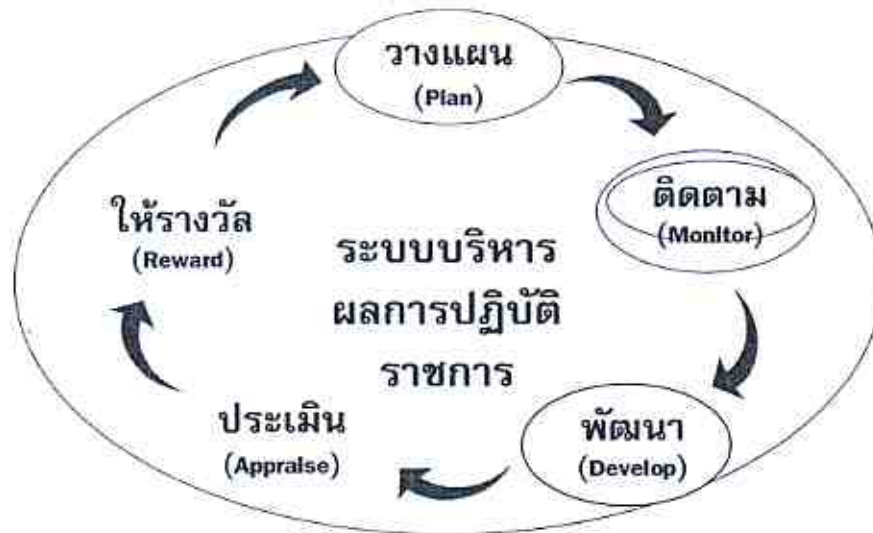 วางแผน
(Plan)
ติดตาม
(Monitor)
พัฒนา
(Develop)
ประเมิน
(Appraise)
ให้รางวัล
(Reward)
ระบบบริหาร
ผลการปฏิบัติ
ราชการ